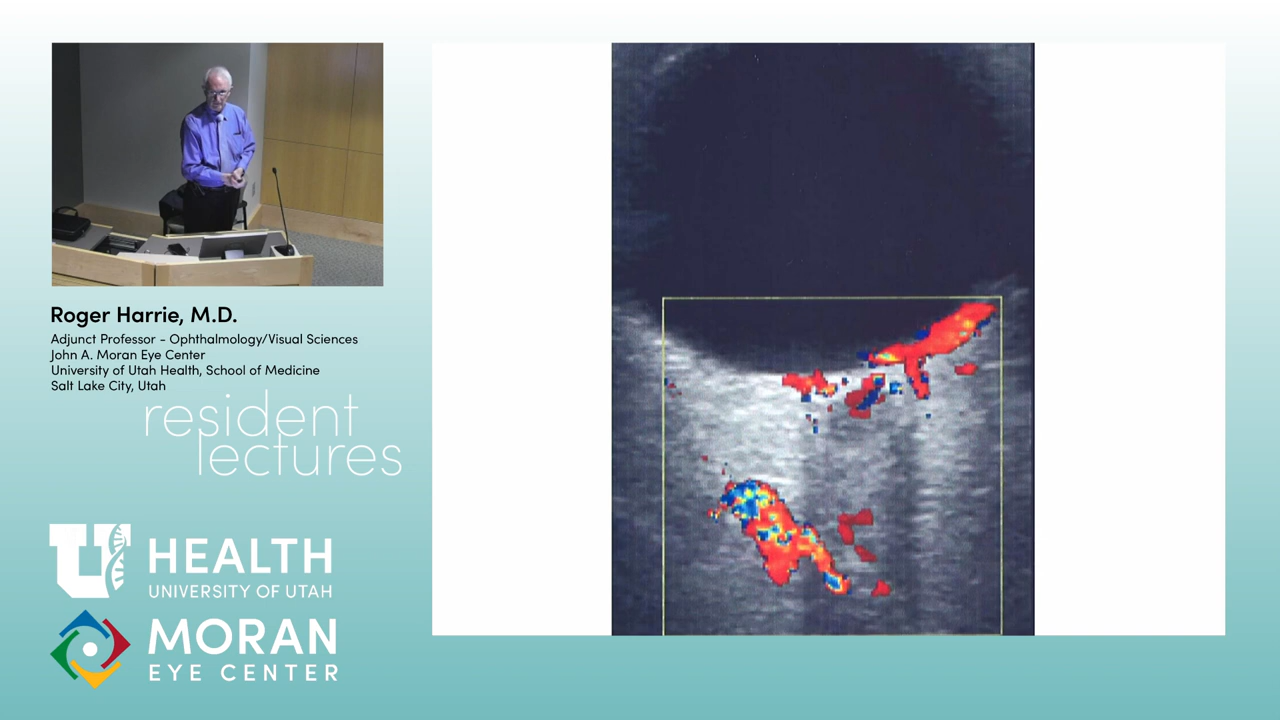 Roger Harrie, M.D.
Adjunct Professor - Ophthalmology/Visual Sciences
John A. Moran Eye Center
University of Utah Health, School of Medicine
Salt Lake City, Utah
resident
lectures
U
HEALTH
UNIVERSITY OF UTAH
MORAN
EYE CENTER